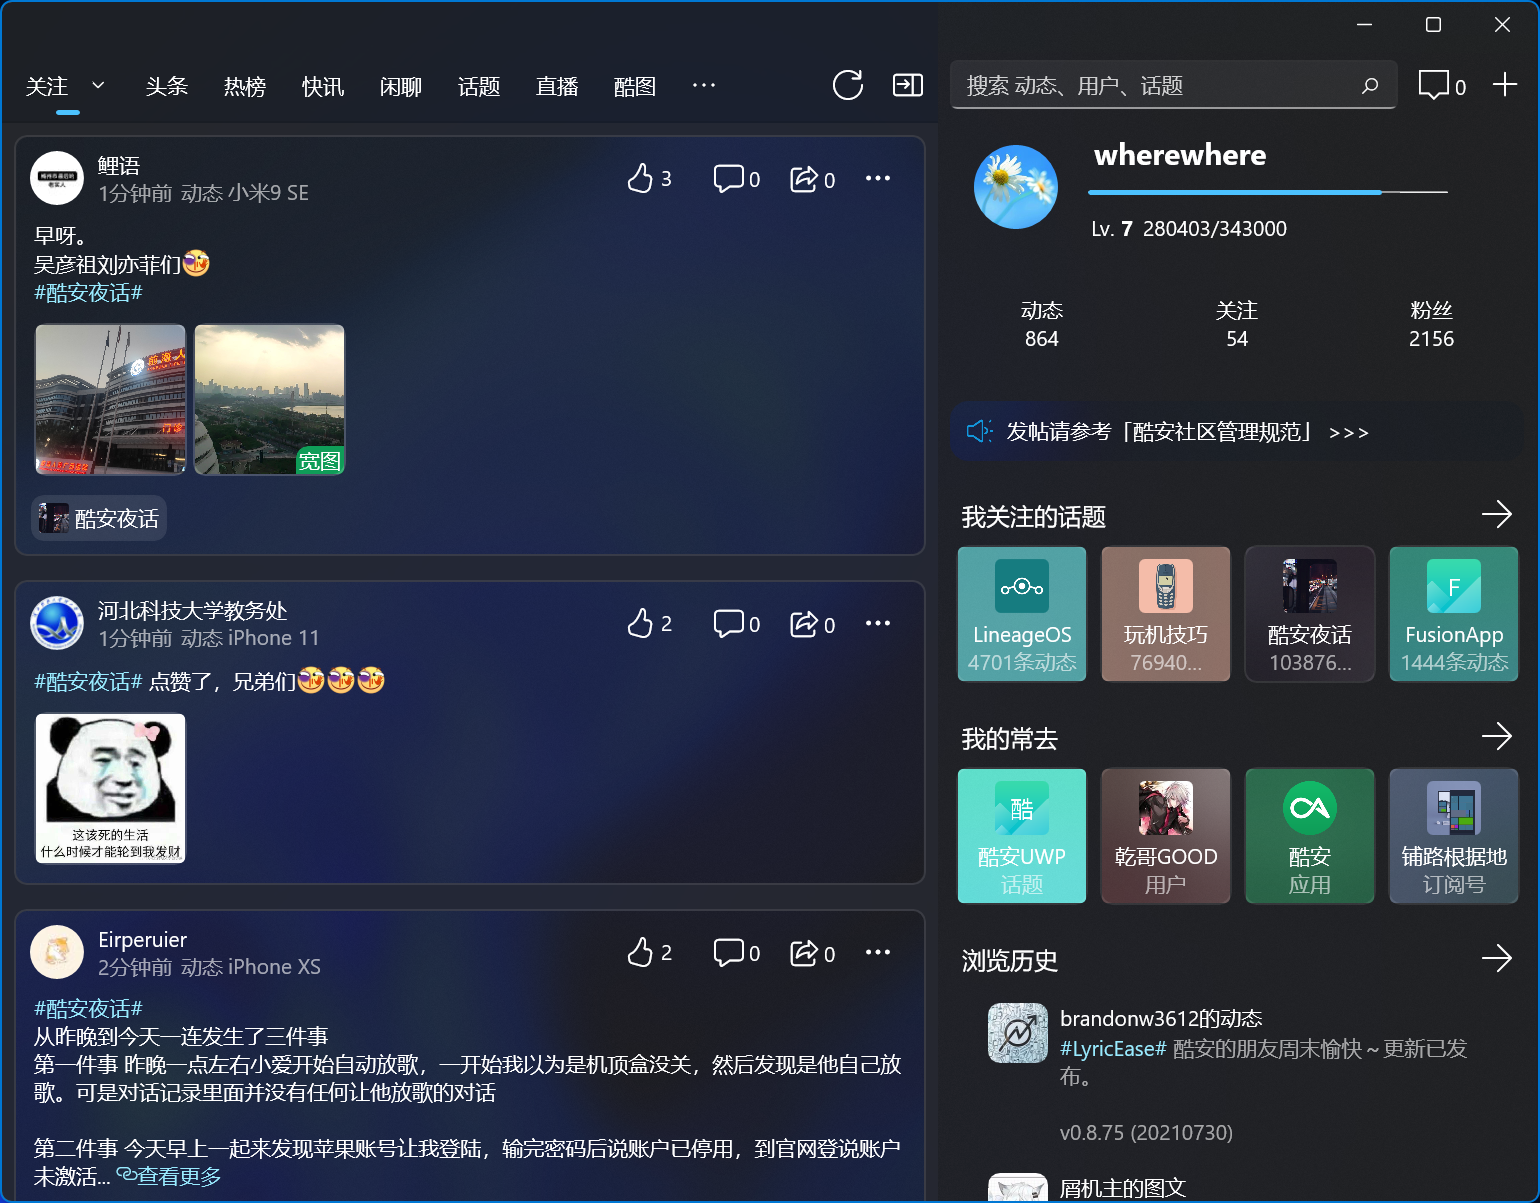 关注
头条
热榜
快讯
闲聊
话题
直播
酷图
搜索 动态、用户、话题
0
鲤语
1分钟前 动态 小米9 SE
3
0
0
早呀。
吴彦祖刘亦菲们
#酷安夜话#
宽图
酷安夜话
河北科技大学教务处
1分钟前 动态 iPhone 11
2
0
0
#酷安夜话# 点赞了，兄弟们
这该死的生活
什么时候才能轮到我发财
Eirperuier
2分钟前 动态 iPhone XS
2
0
0
#酷安夜话#
从昨晚到今天一连发生了三件事
第一件事 昨晚一点左右小爱开始自动放歌，一开始我以为是机顶盒没关，然后发现是他自己放
歌。可是对话记录里面并没有任何让他放歌的对话
第二件事 今天早上一起来发现苹果账号让我登陆，输完密码后说账户已停用，到官网登说账户
未激活... 查看更多
wherewhere
Lv. 7 280403/343000
动态
864
关注
54
粉丝
2156
发帖请参考「酷安社区管理规范」 >>>
我关注的话题
LineageOS
4701条动态
玩机技巧
76940...
酷安夜话
103876...
F
FusionApp
1444条动态
我的常去
酷
酷安UWP
话题
乾哥GOOD
用户
酷安
应用
铺路根据地
订阅号
浏览历史
brandonw3612的动态
#LyricEase# 酷安的朋友周末愉快～更新已发
布。
v0.8.75 (20210730)
屑机主的图文